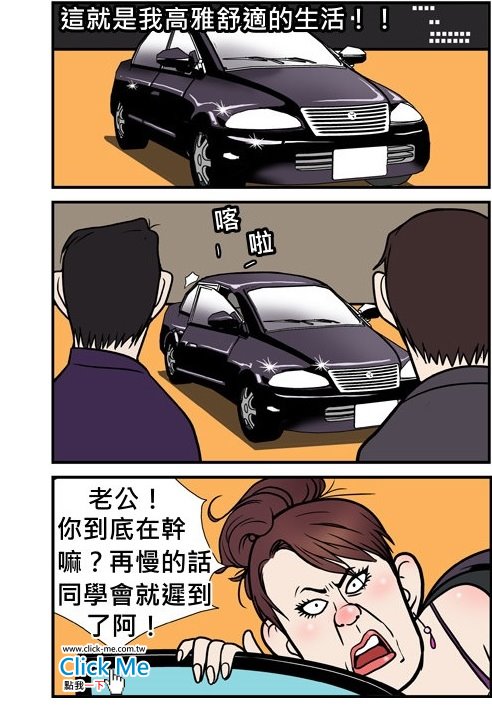 這就是我高雅舒適的生活！！
喀
啦
老公！
你到底在幹
嘛？再慢的話
同學會就遲到
了阿！
www.click-me.com.tw
Click Me
點我一下